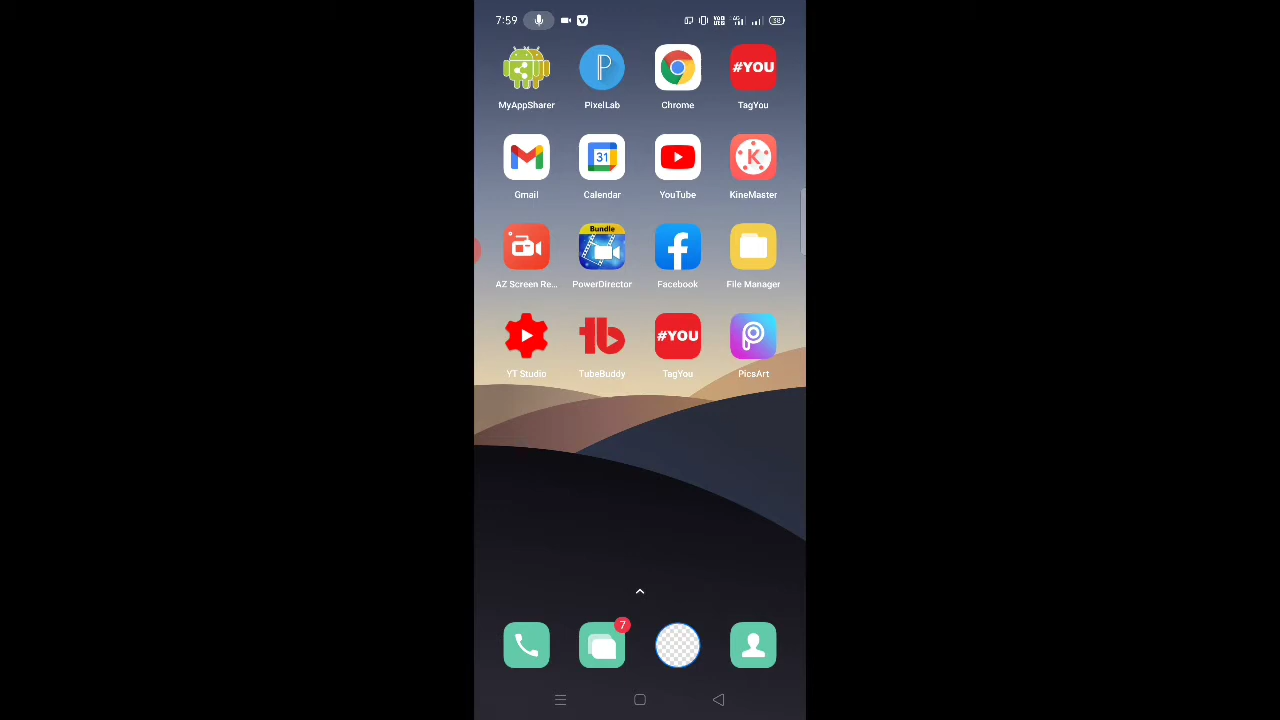 7:59
38
MyAppSharer PixelLab Chrome #YOU TagYou
Gmail 31 Calendar YouTube KineMaster
AZ Screen Re... Bundle PowerDirector Facebook File Manager
YT Studio TubeBuddy #YOU TagYou PicsArt
7